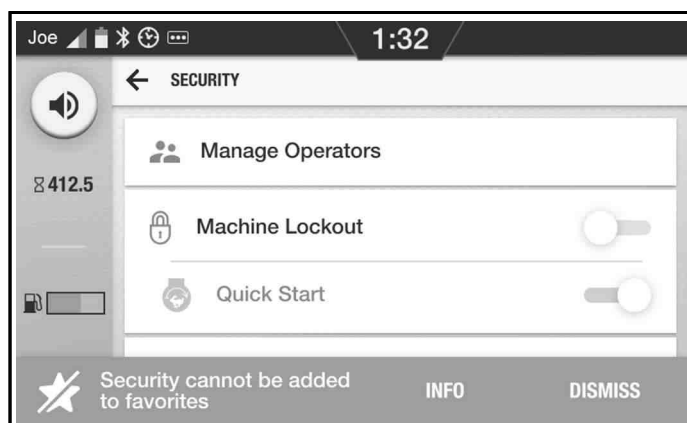 Joe
1:32
SECURITY
412.5
Manage Operators
Machine Lockout
Quick Start
Security cannot be added
to favorites
INFO
DISMISS